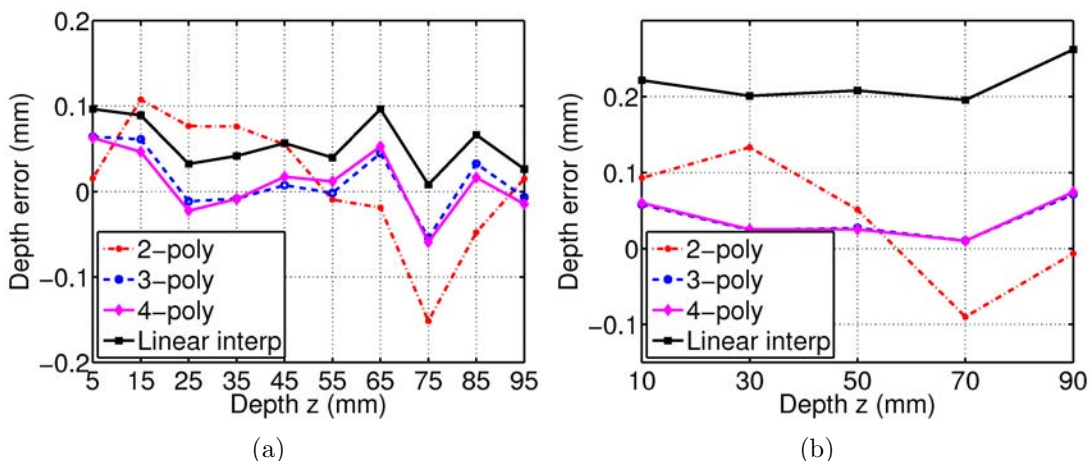 0.2
0.1
0
−0.1
−0.2
Depth error (mm)
2−poly
3−poly
4−poly
Linear interp
5 15 25 35 45 55 65 75 85 95
Depth z (mm)
(a)
0.2
0.1
0
−0.1
Depth error (mm)
2−poly
3−poly
4−poly
Linear interp
10 30 50 70 90
Depth z (mm)
(b)